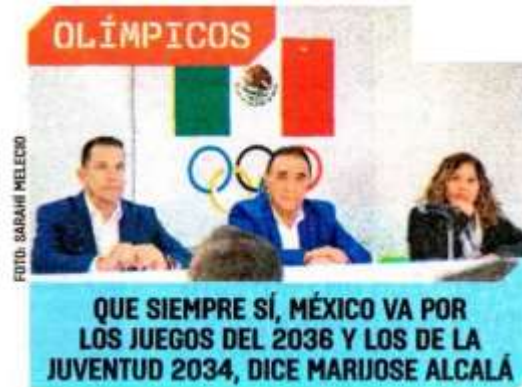 OLÍMPICOS
FOTO: SARAHÍ MELECIO
QUE SIEMPRE SÍ, MÉXICO VA POR
LOS JUEGOS DEL 2036 Y LOS DE LA
JUVENTUD 2034, DICE MARIJOSE ALCALÁ